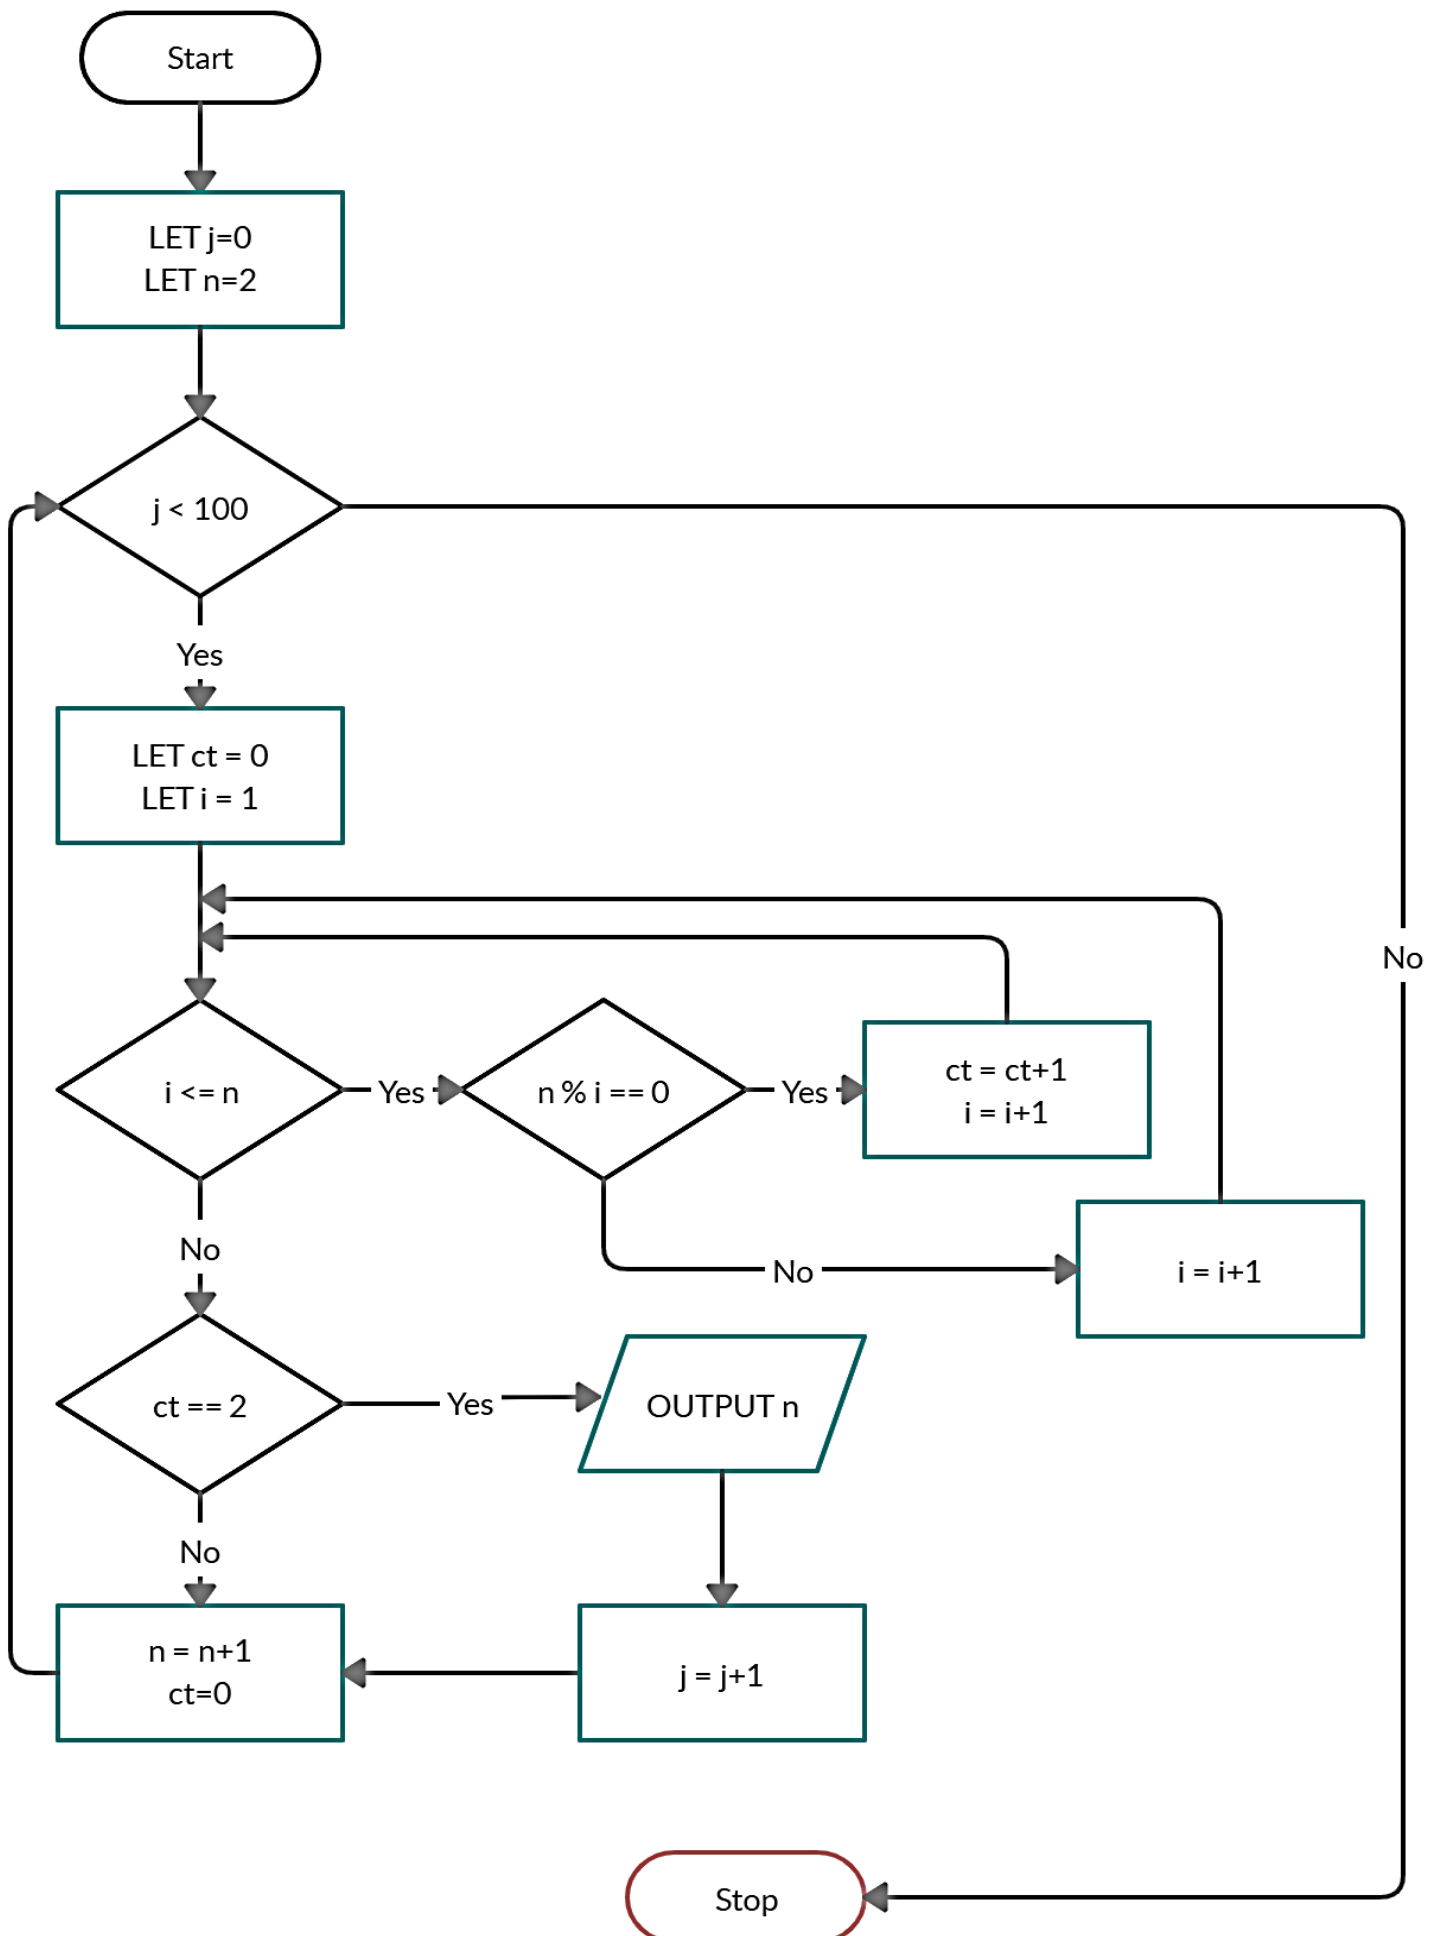 Start
LET j=0
LET n=2
j < 100
Yes
LET ct = 0
LET i = 1
No
i <= n
Yes
n % i == 0
Yes
ct = ct+1
i = i+1
No
No
i = i+1
ct == 2
Yes
OUTPUT n
No
n = n+1
ct=0
j = j+1
Stop